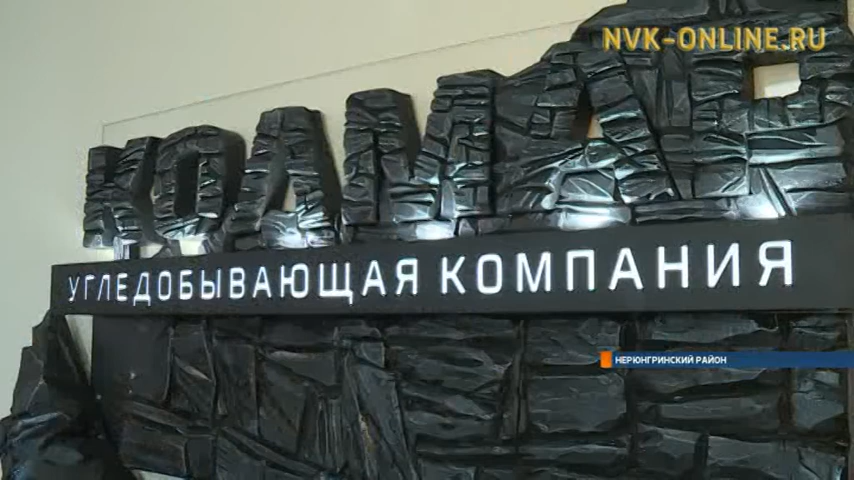 NVK-ONLINE.RU
КОЛМАР
УГЛЕДОБЫВАЮЩАЯ КОМПАНИЯ
НЕРЮНГРИНСКИЙ РАЙОН